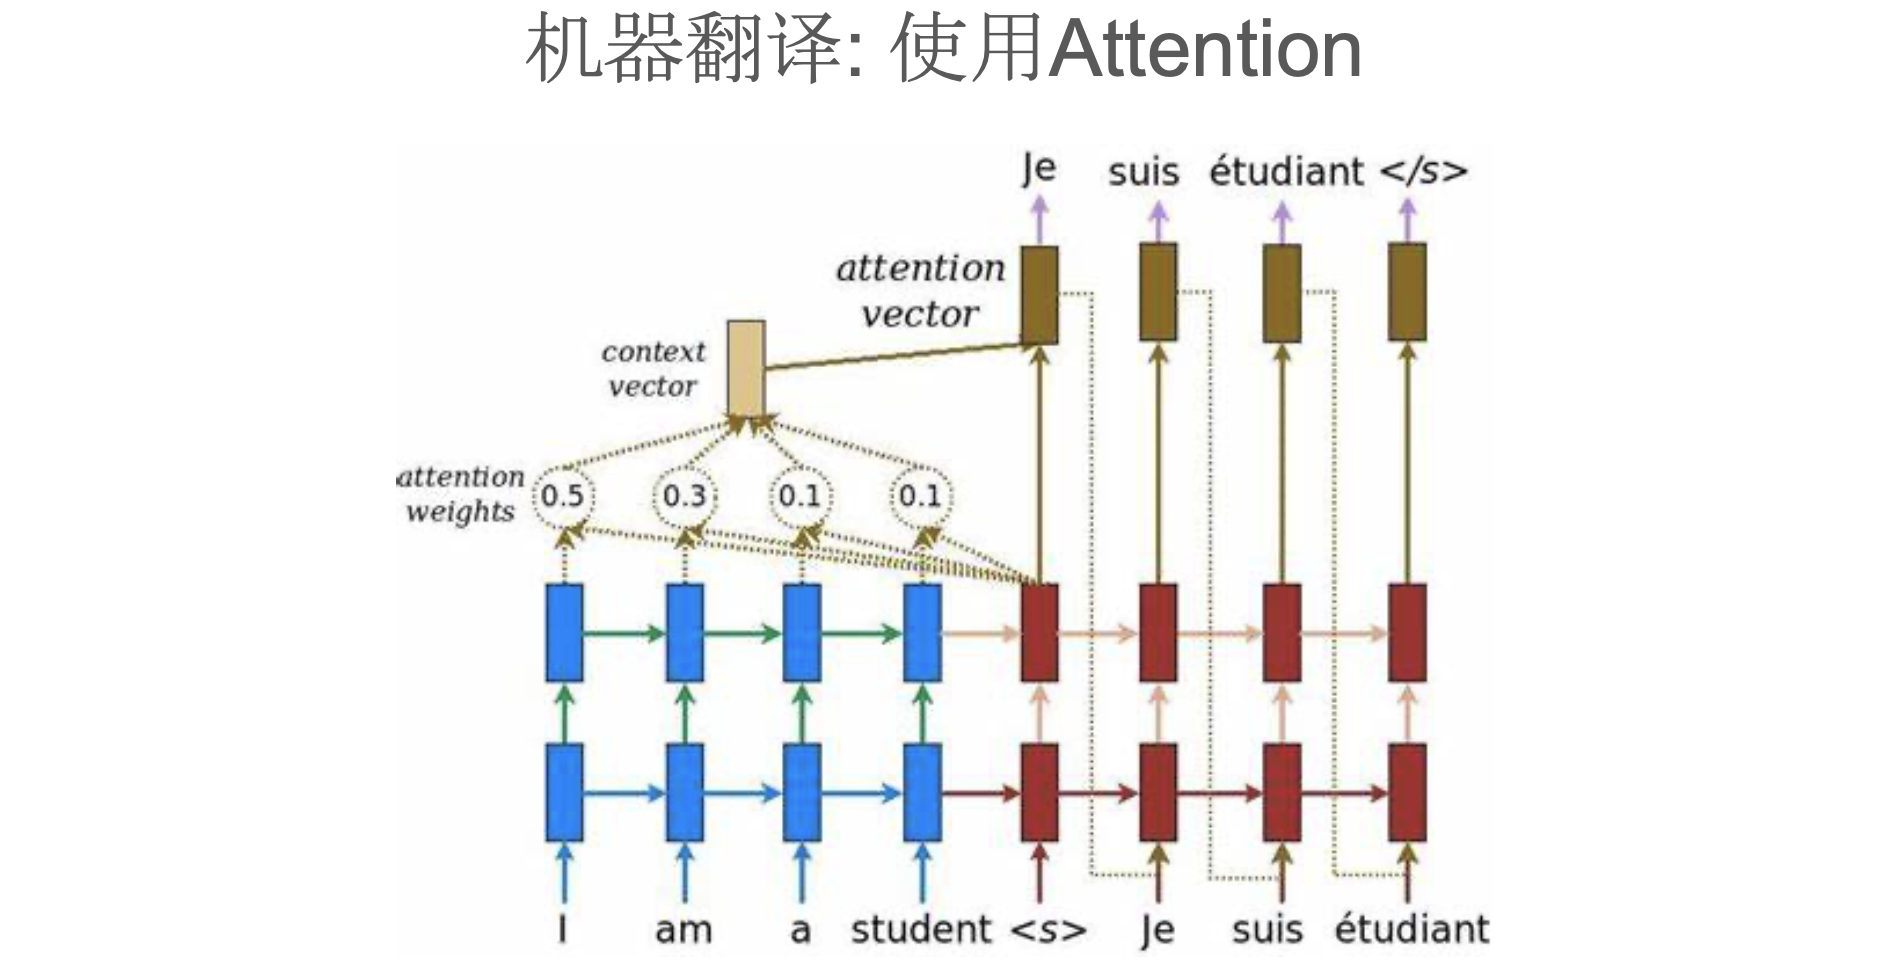 机器翻译: 使用Attention
Je suis étudiant </s>
attention
vector
context
vector
attention
weights
0.5 0.3 0.1 0.1
I am a student <s> Je suis étudiant